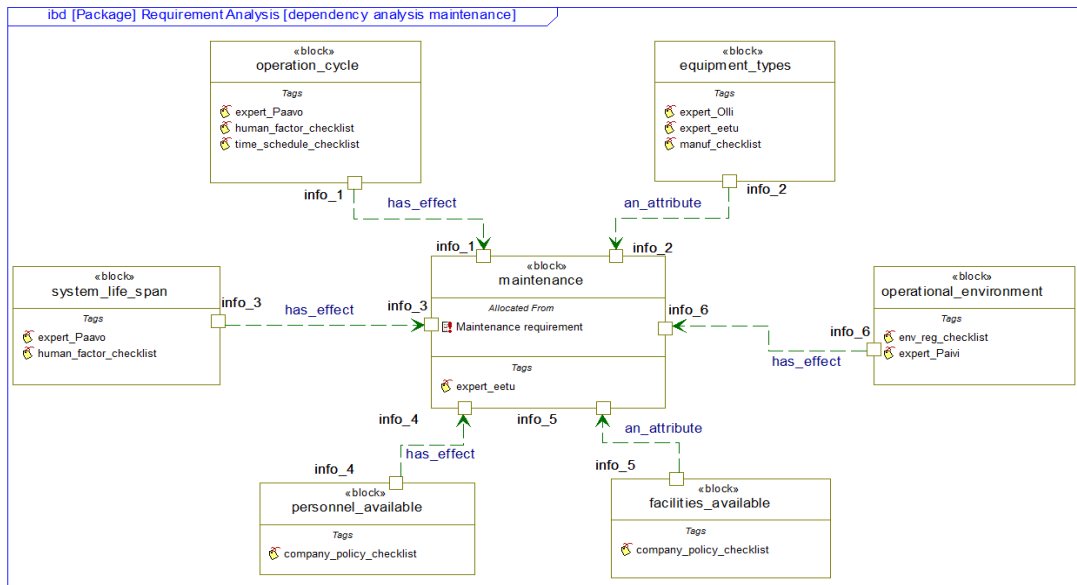 ibd [Package] Requirement Analysis [dependency analysis maintenance]
«block»
operation_cycle
Tags
expert_Paavo
human_factor_checklist
time_schedule_checklist
«block»
equipment_types
Tags
expert_Olli
expert_eetu
manuf_checklist
info_1
info_2
has_effect
an_attribute
info_1
info_2
«block»
system_life_span
Tags
expert_Paavo
human_factor_checklist
info_3
has_effect
info_3
«block»
maintenance
Allocated From
Maintenance requirement
Tags
expert_eetu
info_6
«block»
operational_environment
Tags
env_reg_checklist
expert_Paivi
info_6
has_effect
info_4
info_5
has_effect
an_attribute
info_4
info_5
«block»
personnel_available
Tags
company_policy_checklist
«block»
facilities_available
Tags
company_policy_checklist